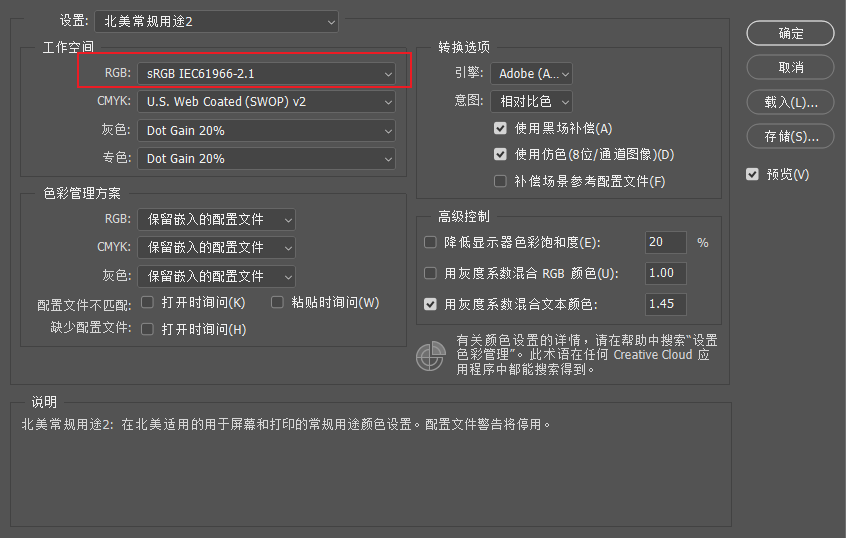 设置: 北美常规用途2
工作空间
RGB: sRGB IEC61966-2.1
CMYK: U.S. Web Coated (SWOP) v2
灰色: Dot Gain 20%
专色: Dot Gain 20%
色彩管理方案
RGB: 保留嵌入的配置文件
CMYK: 保留嵌入的配置文件
灰色: 保留嵌入的配置文件
配置文件不匹配: 打开时询问(K) 粘贴时询问(W)
缺少配置文件: 打开时询问(H)
转换选项
引擎: Adobe (A...
意图: 相对比色
使用黑场补偿(A)
使用仿色(8位/通道图像)(D)
补偿场景参考配置文件(F)
高级控制
降低显示器色彩饱和度(E): 20 %
用灰度系数混合 RGB 颜色(U): 1.00
用灰度系数混合文本颜色: 1.45
有关颜色设置的详情，请在帮助中搜索“设置
色彩管理”。此术语在任何 Creative Cloud 应
用程序中都能搜索得到。
确定
取消
载入(L)...
存储(S)...
预览(V)
说明
北美常规用途2: 在北美适用的用于屏幕和打印的常规用途颜色设置。配置文件警告将停用。